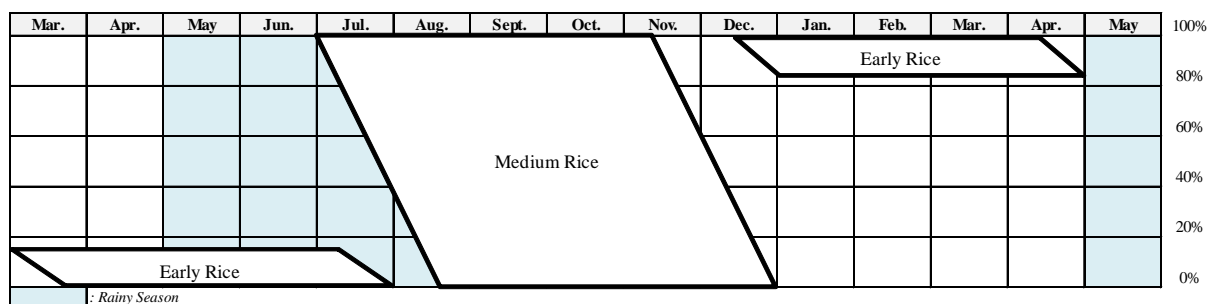 Mar. Apr. May Jun. Jul. Aug. Sept. Oct. Nov. Dec. Jan. Feb. Mar. Apr. May 100%
Early Rice
80%
60%
Medium Rice
40%
20%
Early Rice 0%
: Rainy Season